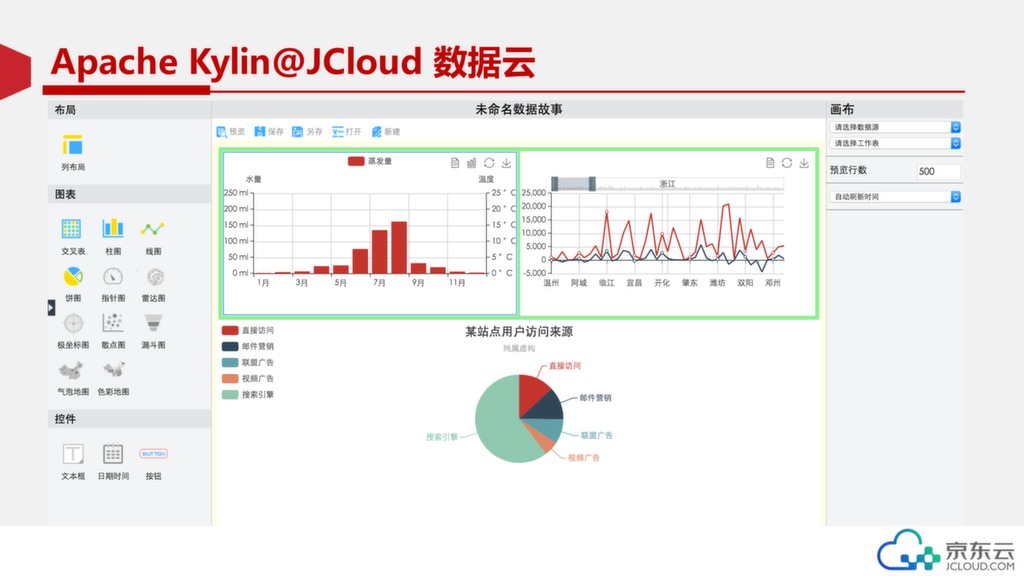 Apache Kylin@JCloud 数据云
布局
未命名数据故事
画布
预览 保存 另存 打开 新建
请选择数据源
请选择工作表
预览行数 500
自动刷新时间
列布局
图表
交叉表 柱图 线图
饼图 指针图 雷达图
极坐标图 散点图 漏斗图
气泡地图 色彩地图
控件
BUTTON
文本框 日期时间 按钮
蒸发量
水量 温度
250 ml 25 ° C
200 ml 20 ° C
150 ml 15 ° C
100 ml 10 ° C
50 ml 5 ° C
0 ml 0 ° C
1月 3月 5月 7月 9月 11月
浙江
25,000
20,000
15,000
10,000
5,000
0
-5,000
温州 阿城 临江 宜昌 开化 肇东 潍坊 双阳 邓州
直接访问
邮件营销
联盟广告
视频广告
搜索引擎
某站点用户访问来源
纯属虚构
直接访问
邮件营销
联盟广告
视频广告
搜索引擎
京东云
JCLOUD.COM